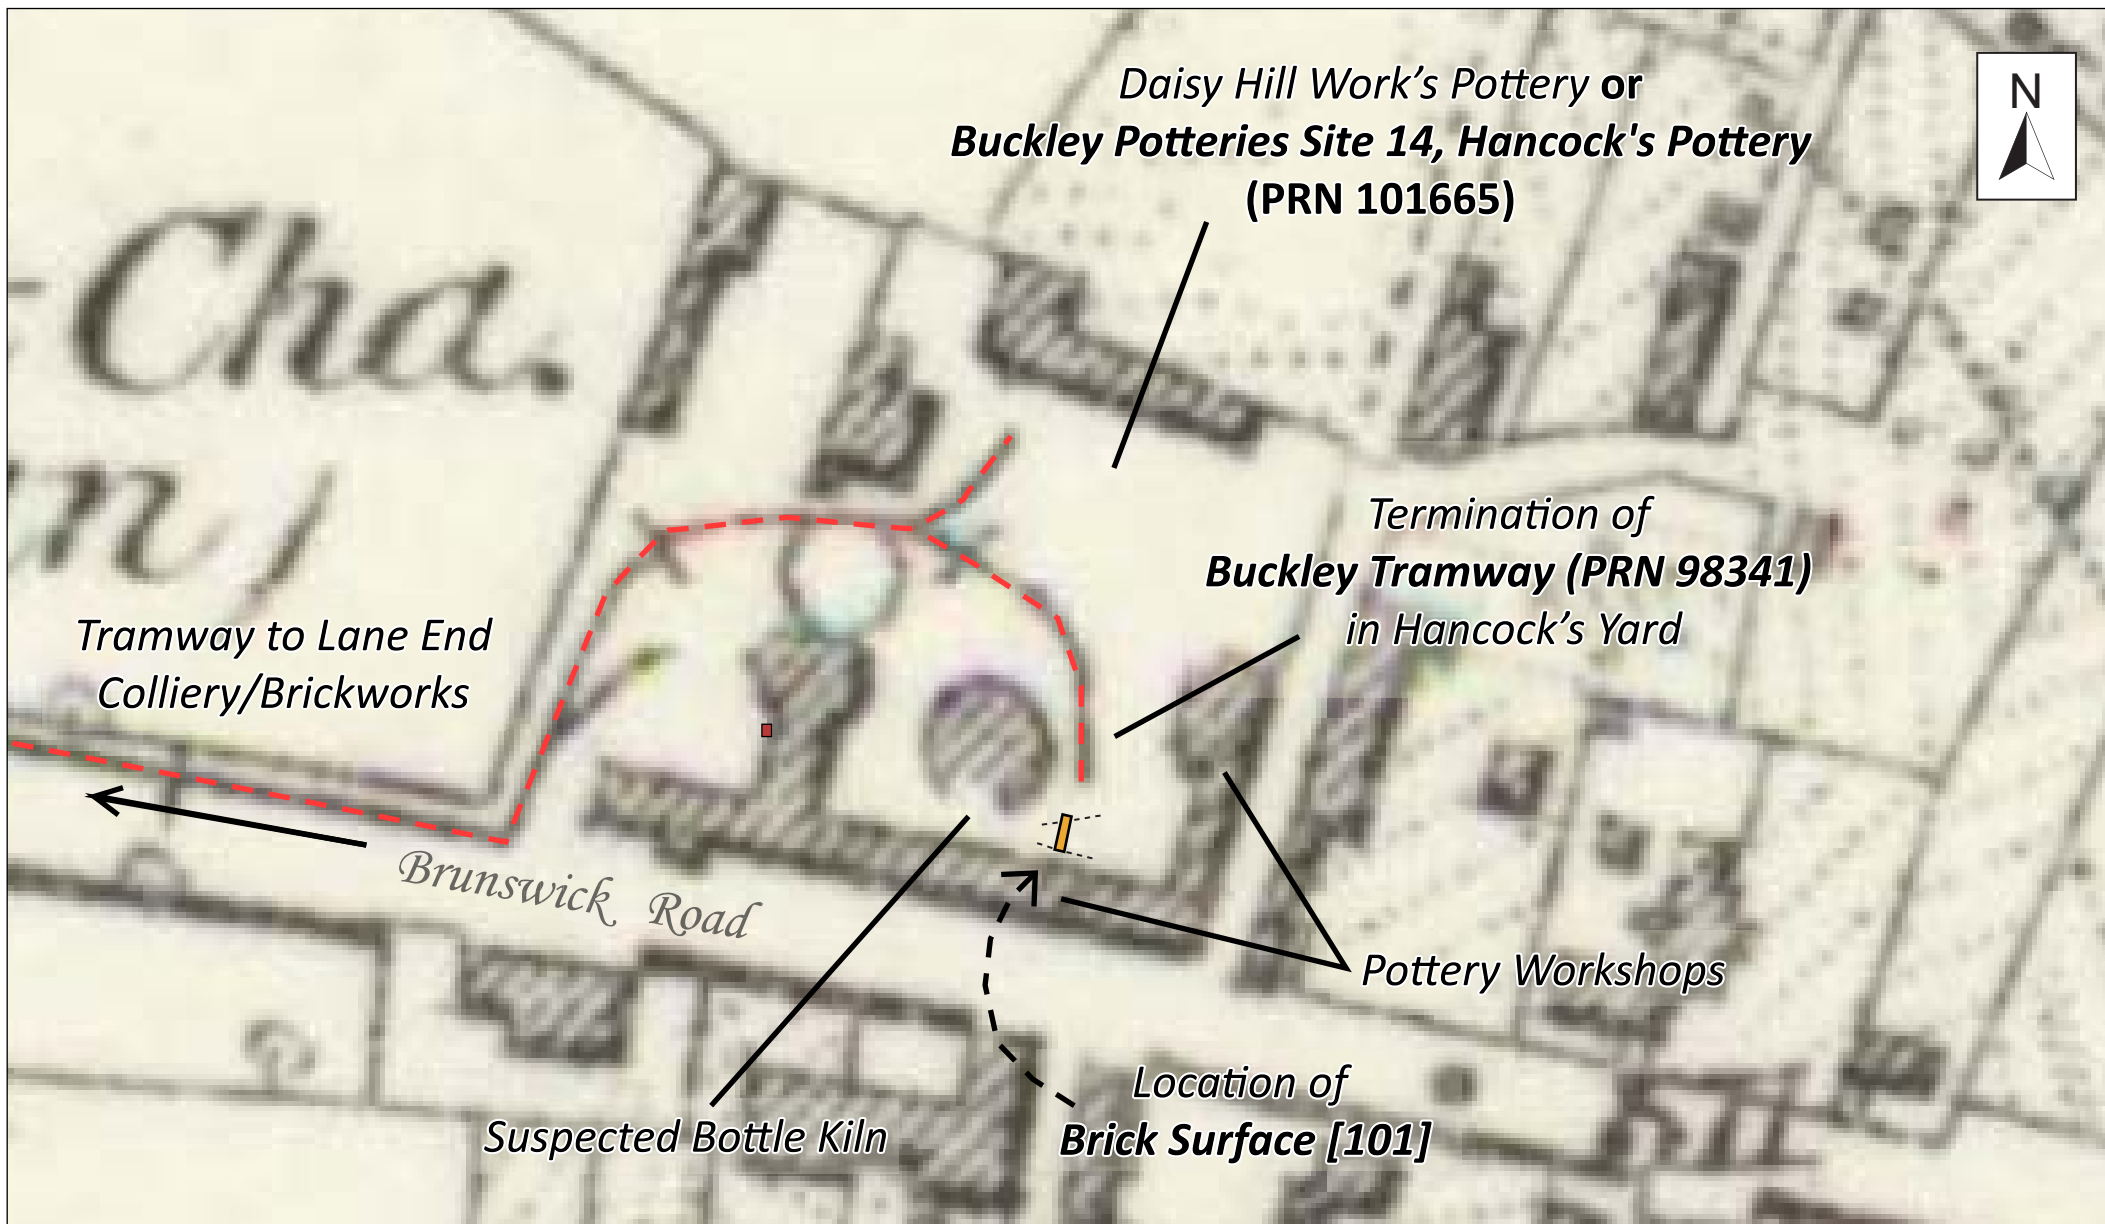 N
Daisy Hill Work’s Pottery or
Buckley Potteries Site 14, Hancock's Pottery
(PRN 101665)
Cha.
Termination of
Buckley Tramway (PRN 98341)
in Hancock’s Yard
Tramway to Lane End
Colliery/Brickworks
Brunswick Road
Pottery Workshops
Suspected Bottle Kiln
Location of
Brick Surface [101]